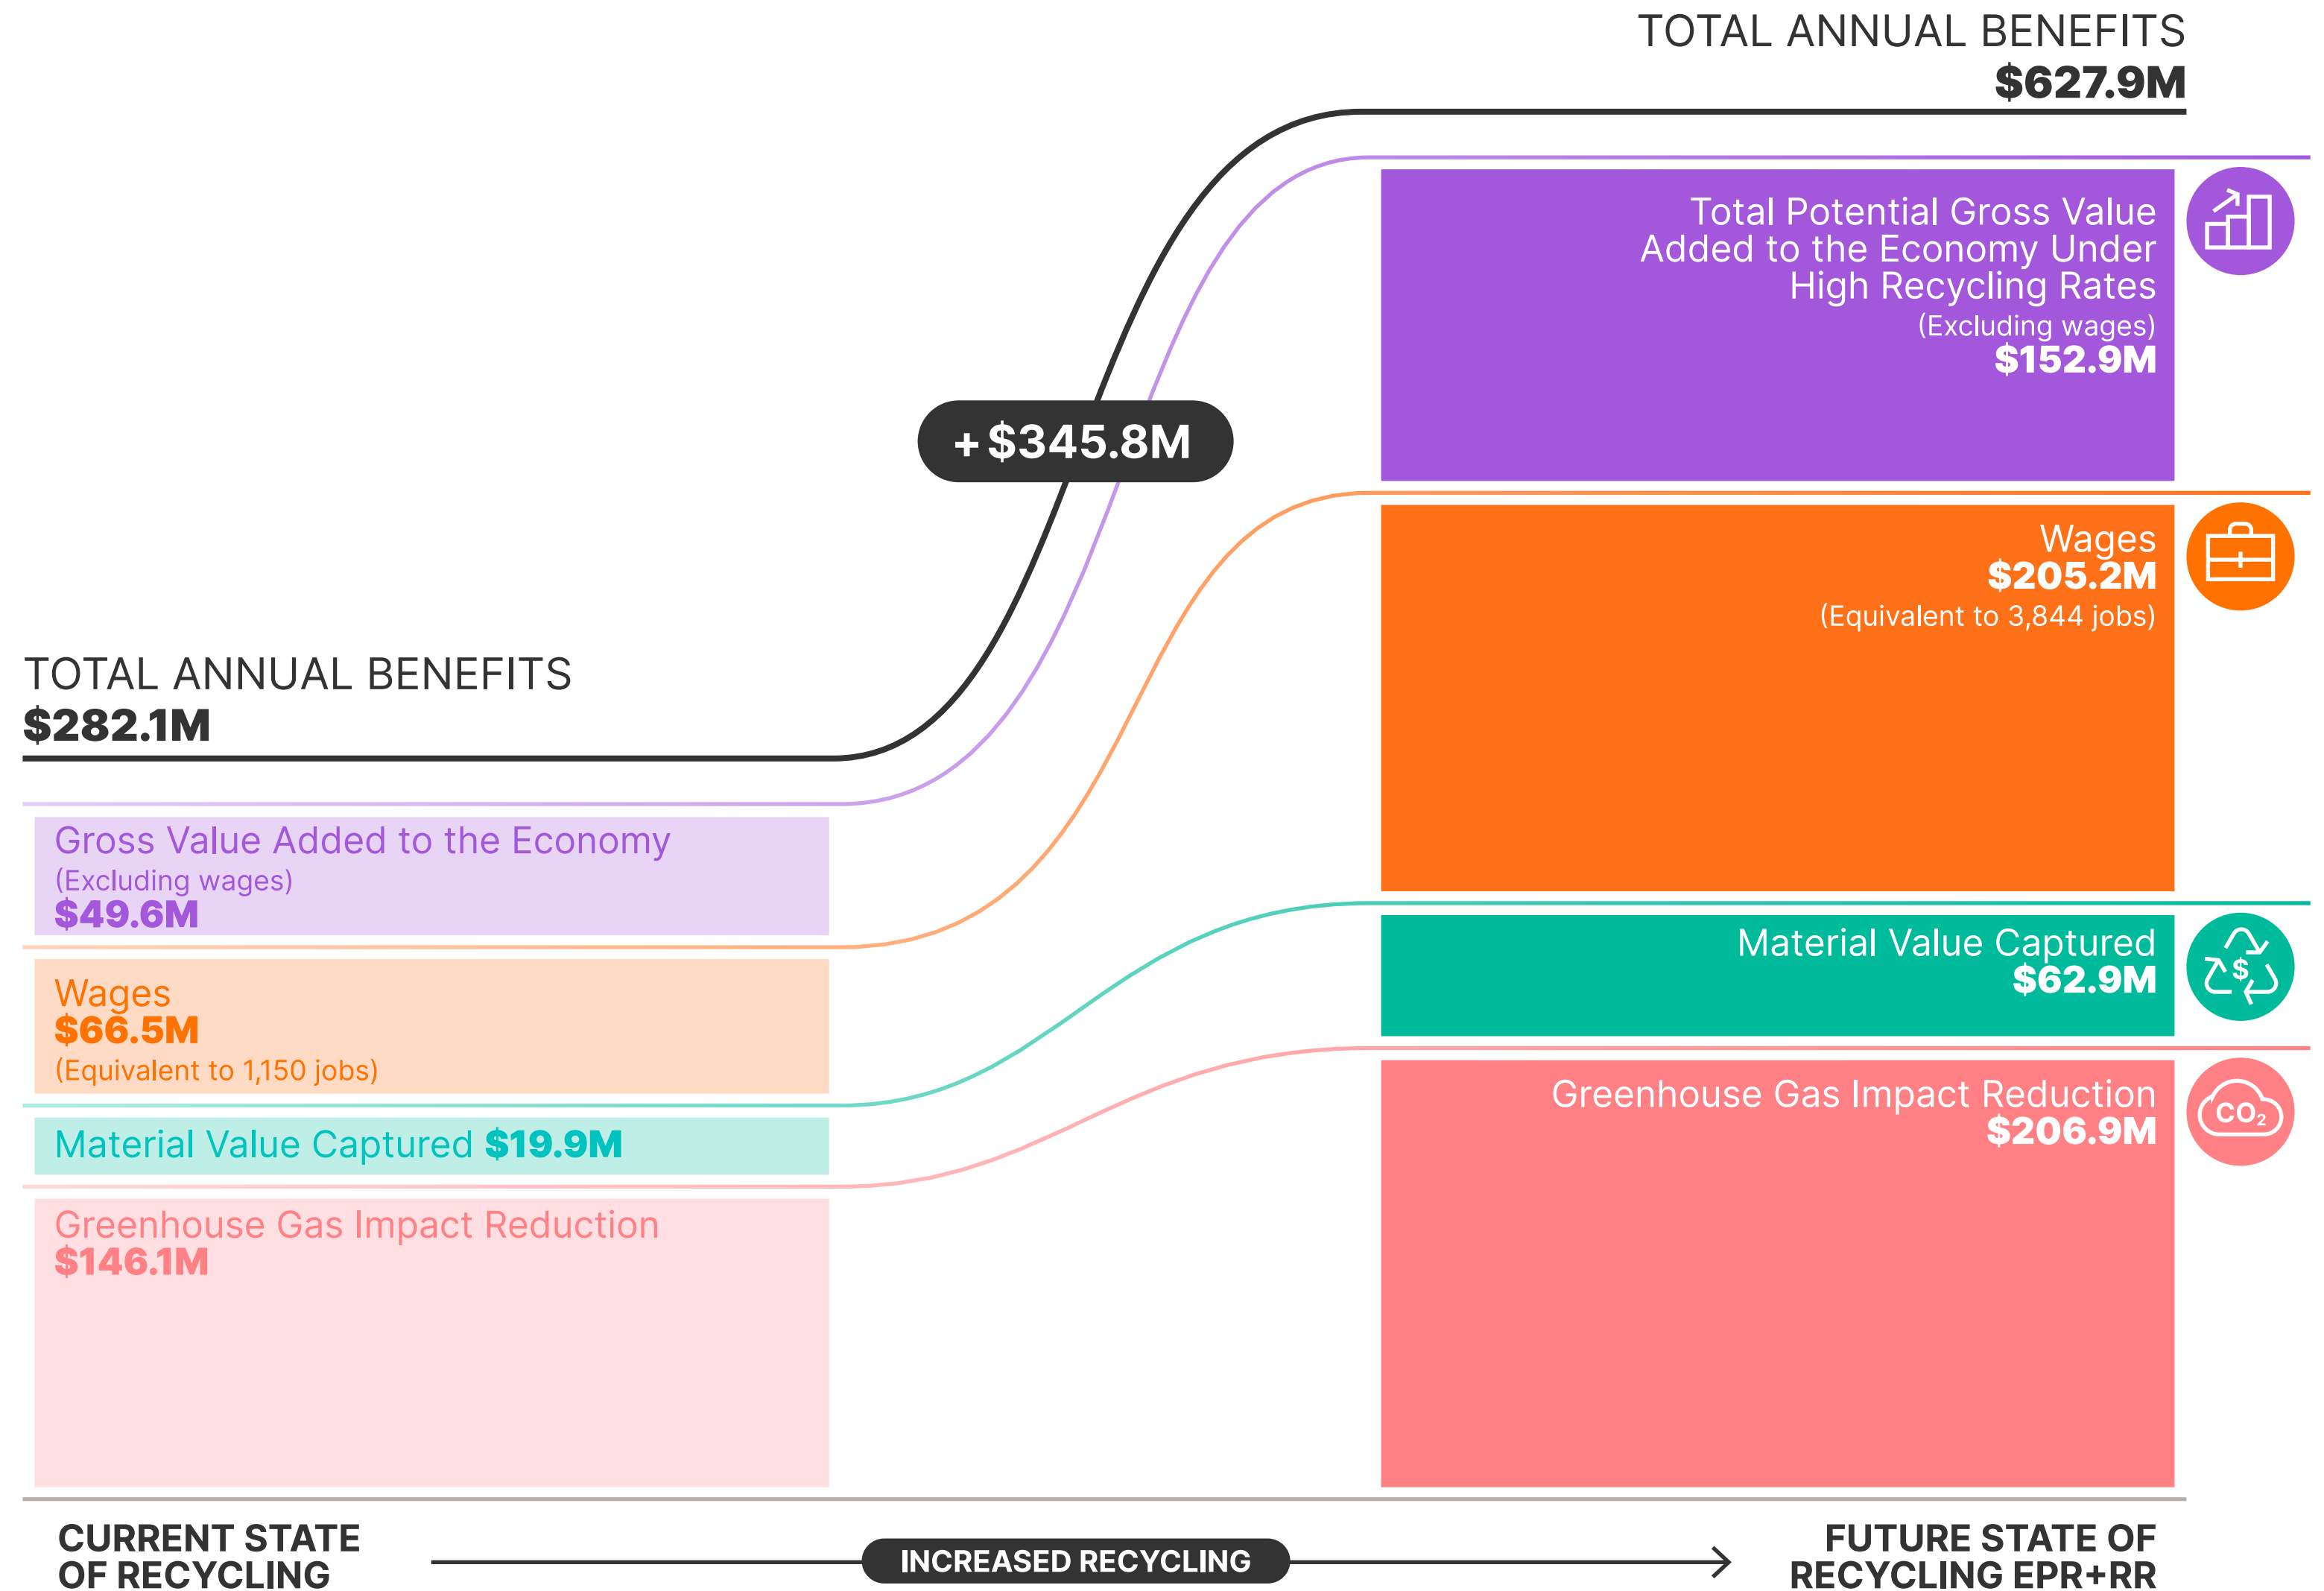 TOTAL ANNUAL BENEFITS
$627.9M
Total Potential Gross Value
Added to the Economy Under
High Recycling Rates
(Excluding wages)
$152.9M
+ $345.8M
Wages
$205.2M
(Equivalent to 3,844 jobs)
TOTAL ANNUAL BENEFITS
$282.1M
Gross Value Added to the Economy
(Excluding wages)
$49.6M
Wages
$66.5M
(Equivalent to 1,150 jobs)
Material Value Captured $19.9M
Greenhouse Gas Impact Reduction
$146.1M
Material Value Captured
$62.9M
$
Greenhouse Gas Impact Reduction
$206.9M
CO2
CURRENT STATE
OF RECYCLING
INCREASED RECYCLING
FUTURE STATE OF
RECYCLING EPR+RR